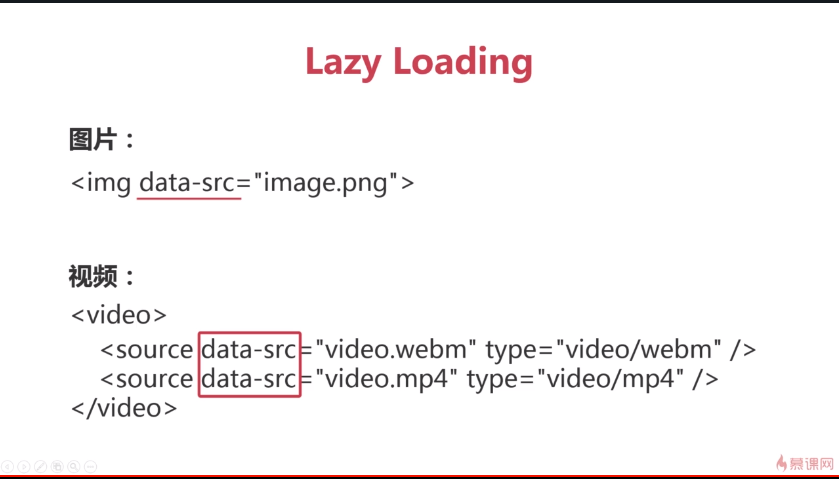 Lazy Loading
图片：
<img data-src="image.png">
视频：
<video>
<source data-src="video.webm" type="video/webm" />
<source data-src="video.mp4" type="video/mp4" />
</video>
慕课网